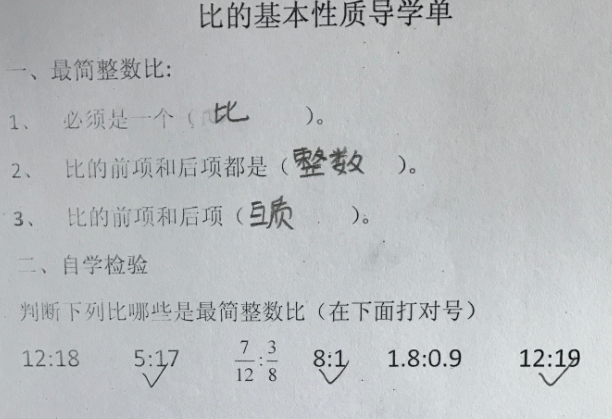 比的基本性质导学单
一、最简整数比:
1、 必须是一个（比）。
2、 比的前项和后项都是（整数）。
3、 比的前项和后项（互质）。
二、自学检验
判断下列比哪些是最简整数比（在下面打对号）
12:18 5:17 7/12:3/8 8:1 1.8:0.9 12:19
✓ ✓ ✓